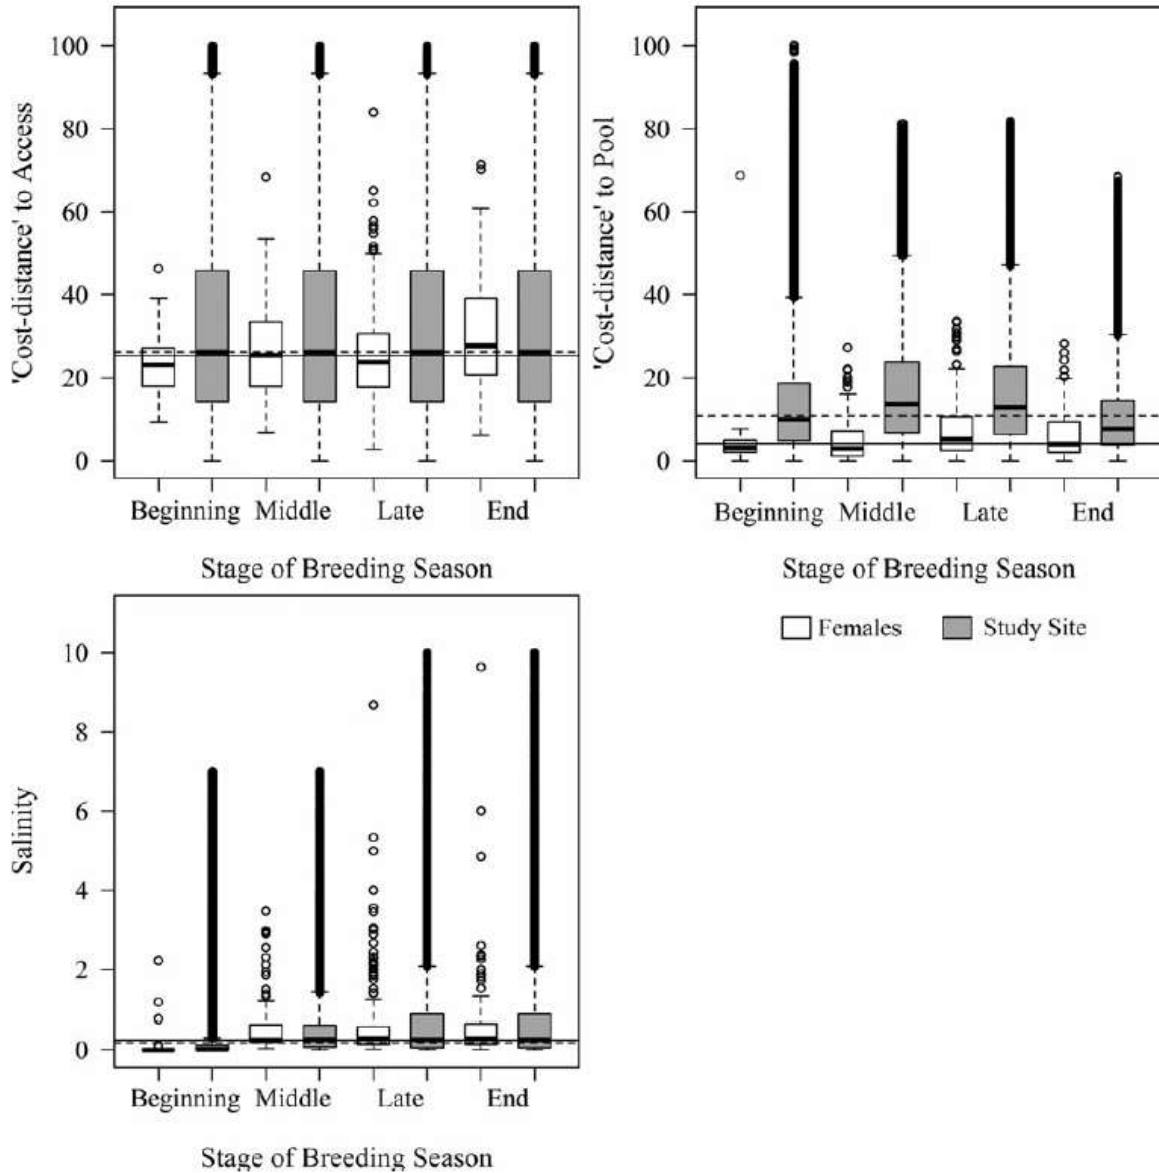 'Cost-distance' to Access
100
80
60
40
20
0
Beginning Middle Late End
Stage of Breeding Season
'Cost-distance' to Pool
100
80
60
40
20
0
Beginning Middle Late End
Stage of Breeding Season
Females Study Site
Salinity
10
8
6
4
2
0
Beginning Middle Late End
Stage of Breeding Season